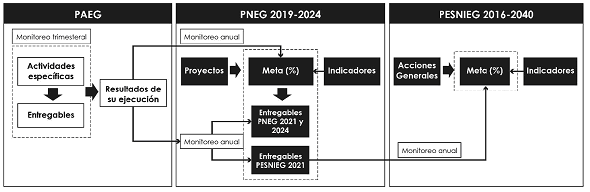 PAEG
Monitoreo trimesteral
Actividades
específicas
Entregables
Resultados de
su ejecución
PNEG 2019-2024
Monitoreo anual
Proyectos
Meta (%)
Indicadores
Entregables
PNEG 2021 y
2024
Monitoreo anual
Entregables
PESNIEG 2021
PESNIEG 2016-2040
Acciones
Generales
Meta (%)
Indicadores
Monitoreo anual